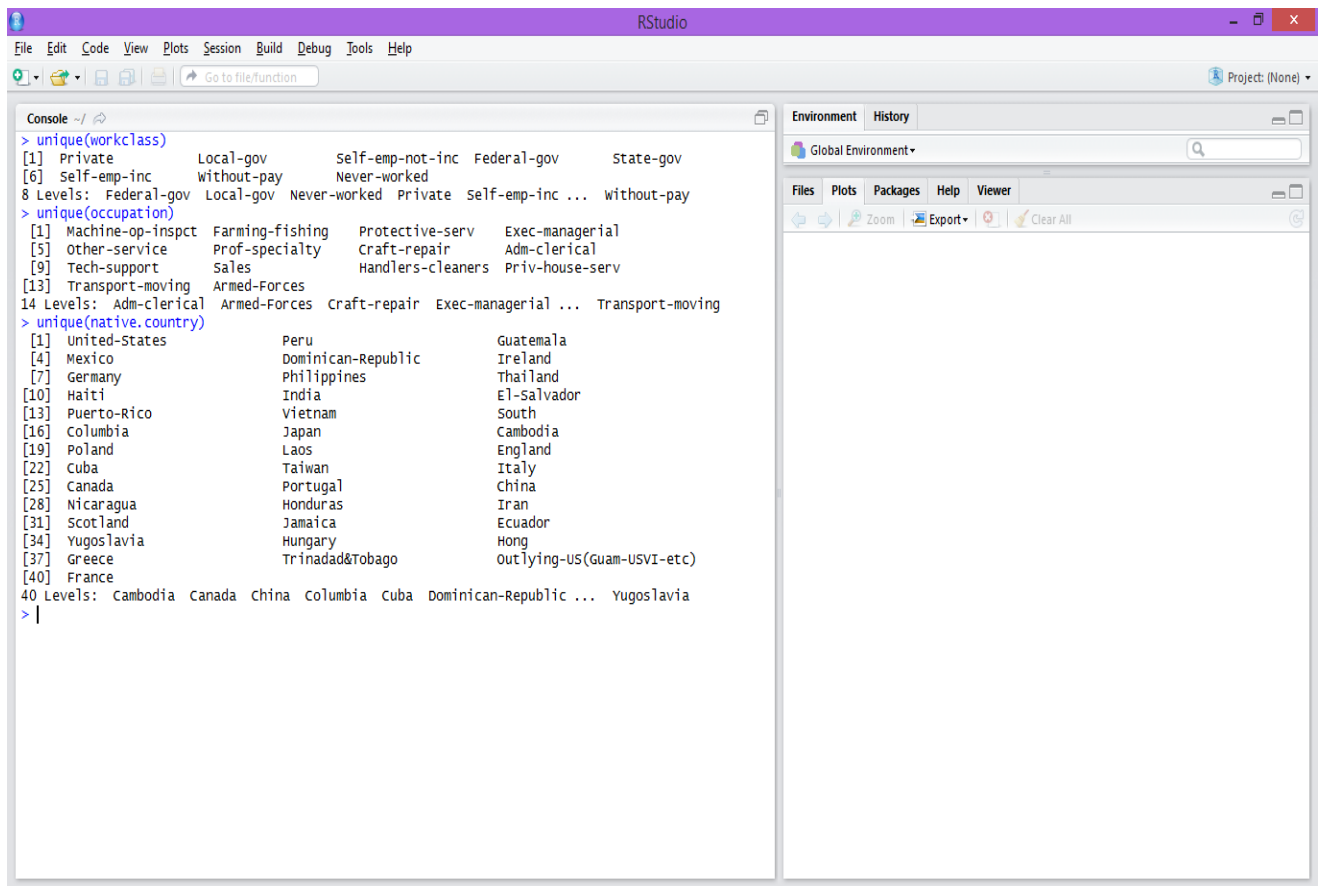 RStudio
File Edit Code View Plots Session Build Debug Tools Help
Go to file/function
Project: (None)
Console ~/
> unique(workclass)
[1] Private Local-gov Self-emp-not-inc Federal-gov State-gov
[6] Self-emp-inc Without-pay Never-worked
8 Levels: Federal-gov Local-gov Never-worked Private Self-emp-inc ... Without-pay
> unique(occupation)
[1] Machine-op-inspct Farming-fishing Protective-serv Exec-managerial
[5] Other-service Prof-specialty Craft-repair Adm-clerical
[9] Tech-support Sales Handlers-cleaners Priv-house-serv
[13] Transport-moving Armed-Forces
14 Levels: Adm-clerical Armed-Forces Craft-repair Exec-managerial ... Transport-moving
> unique(native.country)
[1] United-States Peru Guatemala
[4] Mexico Dominican-Republic Ireland
[7] Germany Philippines Thailand
[10] Haiti India El-Salvador
[13] Puerto-Rico Vietnam South
[16] Columbia Japan Cambodia
[19] Poland Laos England
[22] Cuba Taiwan Italy
[25] Canada Portugal China
[28] Nicaragua Honduras Iran
[31] Scotland Jamaica Ecuador
[34] Yugoslavia Hungary Hong
[37] Greece Trinadad&Tobago Outlying-US(Guam-USVI-etc)
[40] France
40 Levels: Cambodia Canada China Columbia Cuba Dominican-Republic ... Yugoslavia
>
Environment History
Global Environment
Files Plots Packages Help Viewer
Zoom Export Clear All